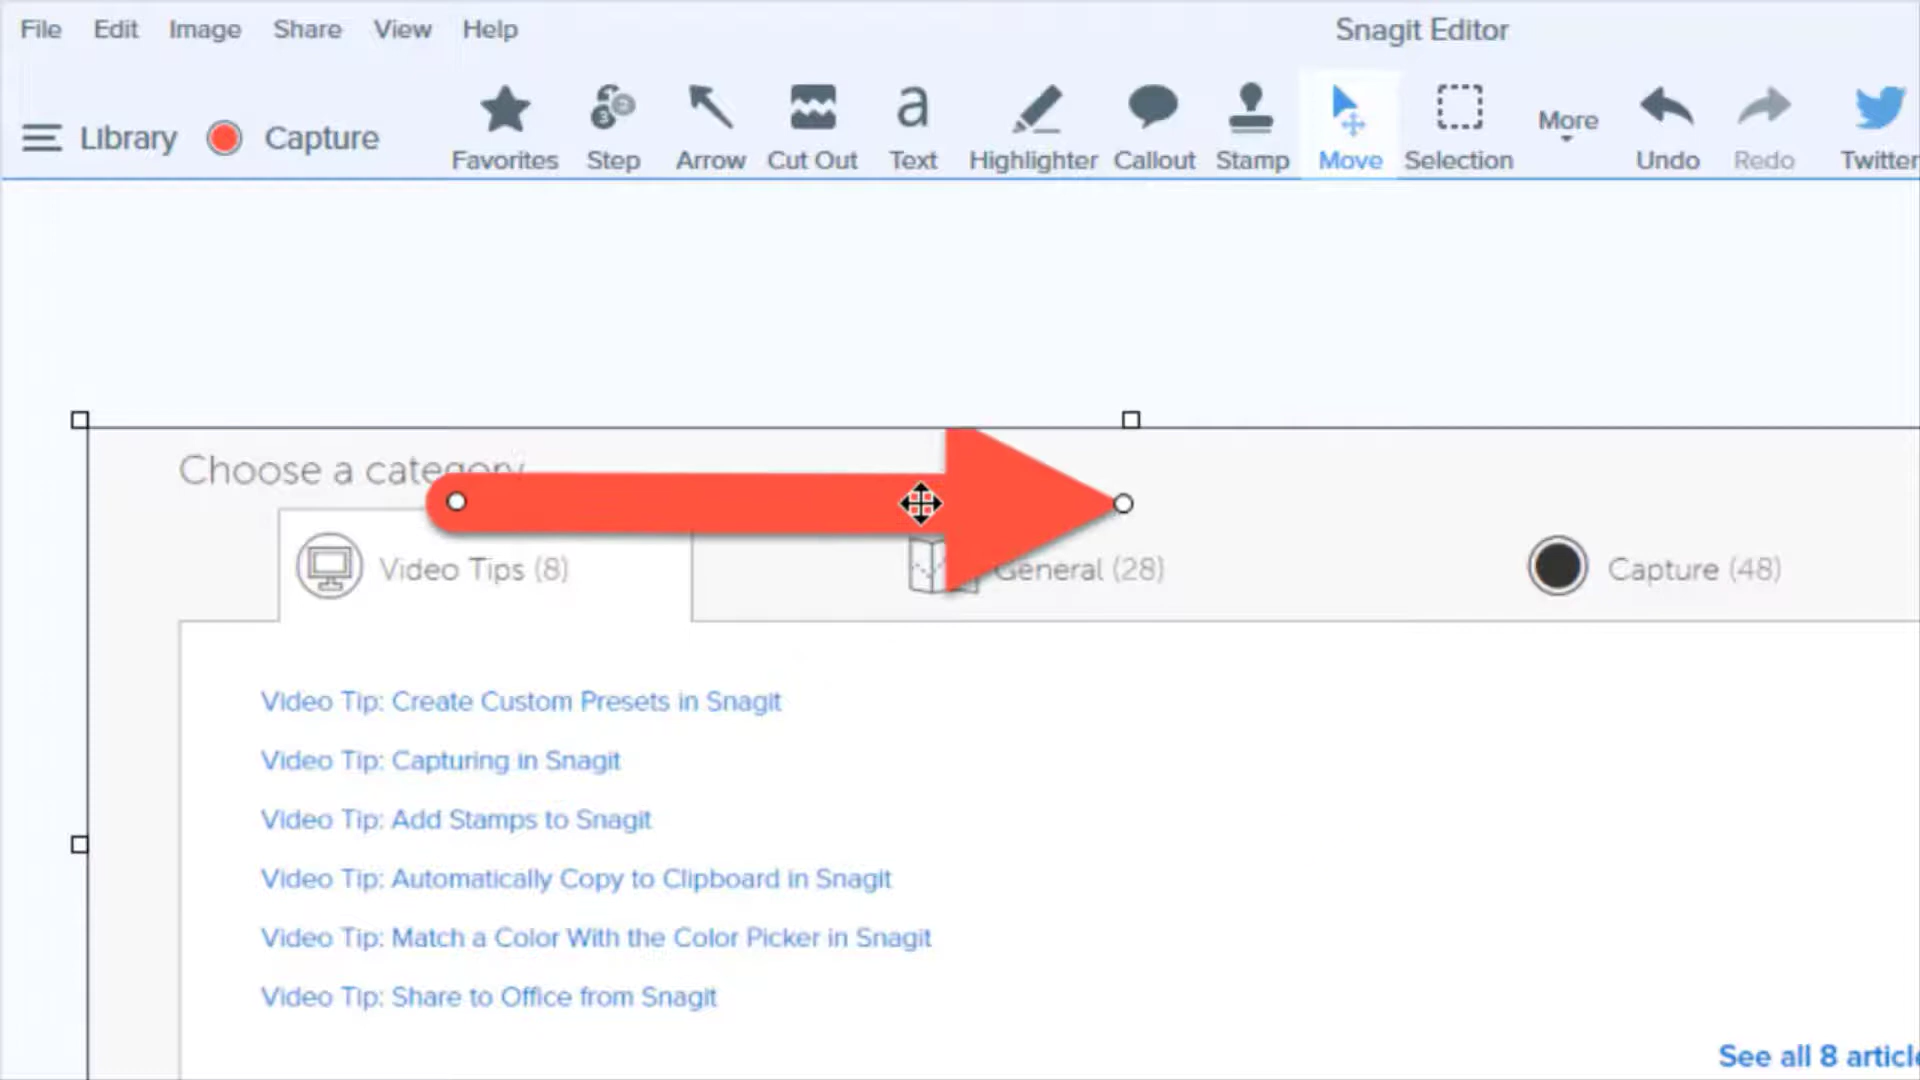 File Edit Image Share View Help
Snagit Editor
Library Capture
Favorites Step Arrow Cut Out Text Highlighter Callout Stamp Move Selection More Undo Redo Twitter
Choose a category
Video Tips (8)
General (28)
Capture (48)
Video Tip: Create Custom Presets in Snagit
Video Tip: Capturing in Snagit
Video Tip: Add Stamps to Snagit
Video Tip: Automatically Copy to Clipboard in Snagit
Video Tip: Match a Color With the Color Picker in Snagit
Video Tip: Share to Office from Snagit
See all 8 article